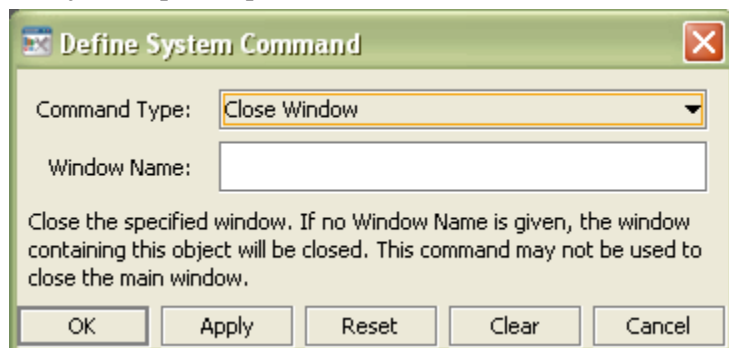 Define System Command
Command Type: Close Window
Window Name:
Close the specified window. If no Window Name is given, the window
containing this object will be closed. This command may not be used to
close the main window.
OK Apply Reset Clear Cancel